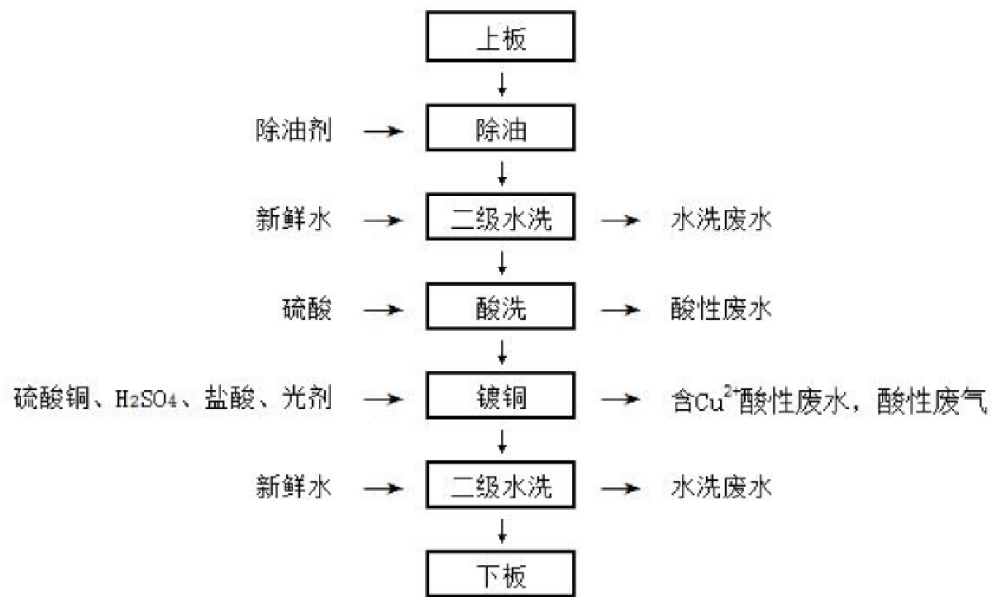 上板
除油剂 除油
新鲜水 二级水洗 水洗废水
硫酸 酸洗 酸性废水
硫酸铜、H₂SO₄、盐酸、光剂 镀铜 含Cu²⁺酸性废水，酸性废气
新鲜水 二级水洗 水洗废水
下板